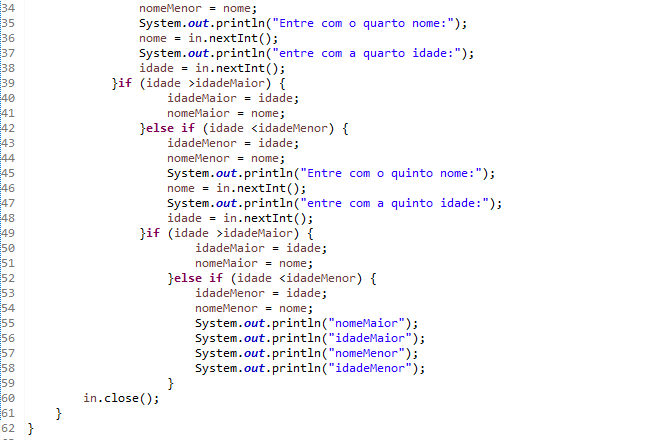 34 nomeMenor = nome;
35 System.out.println("Entre com o quarto nome:");
36 nome = in.nextInt();
37 System.out.println("entre com a quarto idade:");
38 idade = in.nextInt();
39 }if (idade >idadeMaior) {
40 idadeMaior = idade;
41 nomeMaior = nome;
42 }else if (idade <idadeMenor) {
43 idadeMenor = idade;
44 nomeMenor = nome;
45 System.out.println("Entre com o quinto nome:");
46 nome = in.nextInt();
47 System.out.println("entre com a quinto idade:");
48 idade = in.nextInt();
49 }if (idade >idadeMaior) {
50 idadeMaior = idade;
51 nomeMaior = nome;
52 }else if (idade <idadeMenor) {
53 idadeMenor = idade;
54 nomeMenor = nome;
55 System.out.println("nomeMaior");
56 System.out.println("idadeMaior");
57 System.out.println("nomeMenor");
58 System.out.println("idadeMenor");
59 }
60 in.close();
61 }
62 }